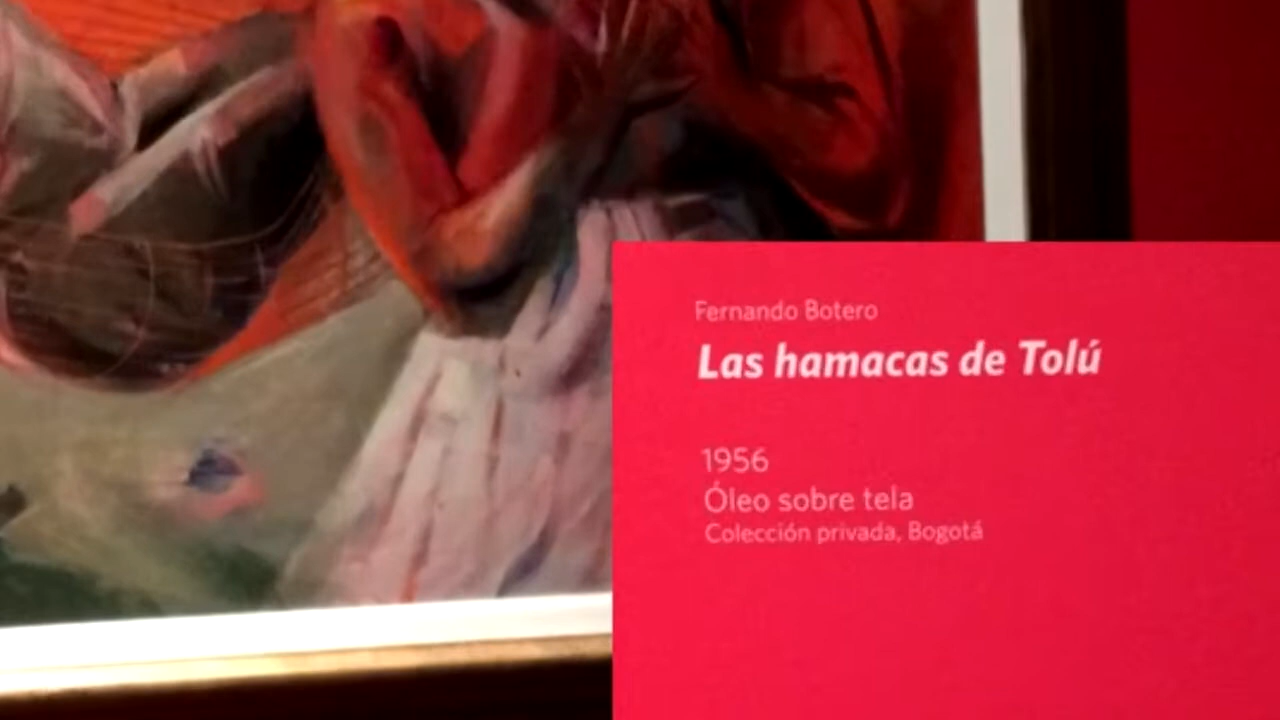 Fernando Botero
Las hamacas de Tolú
1956
Óleo sobre tela
Colección privada, Bogotá